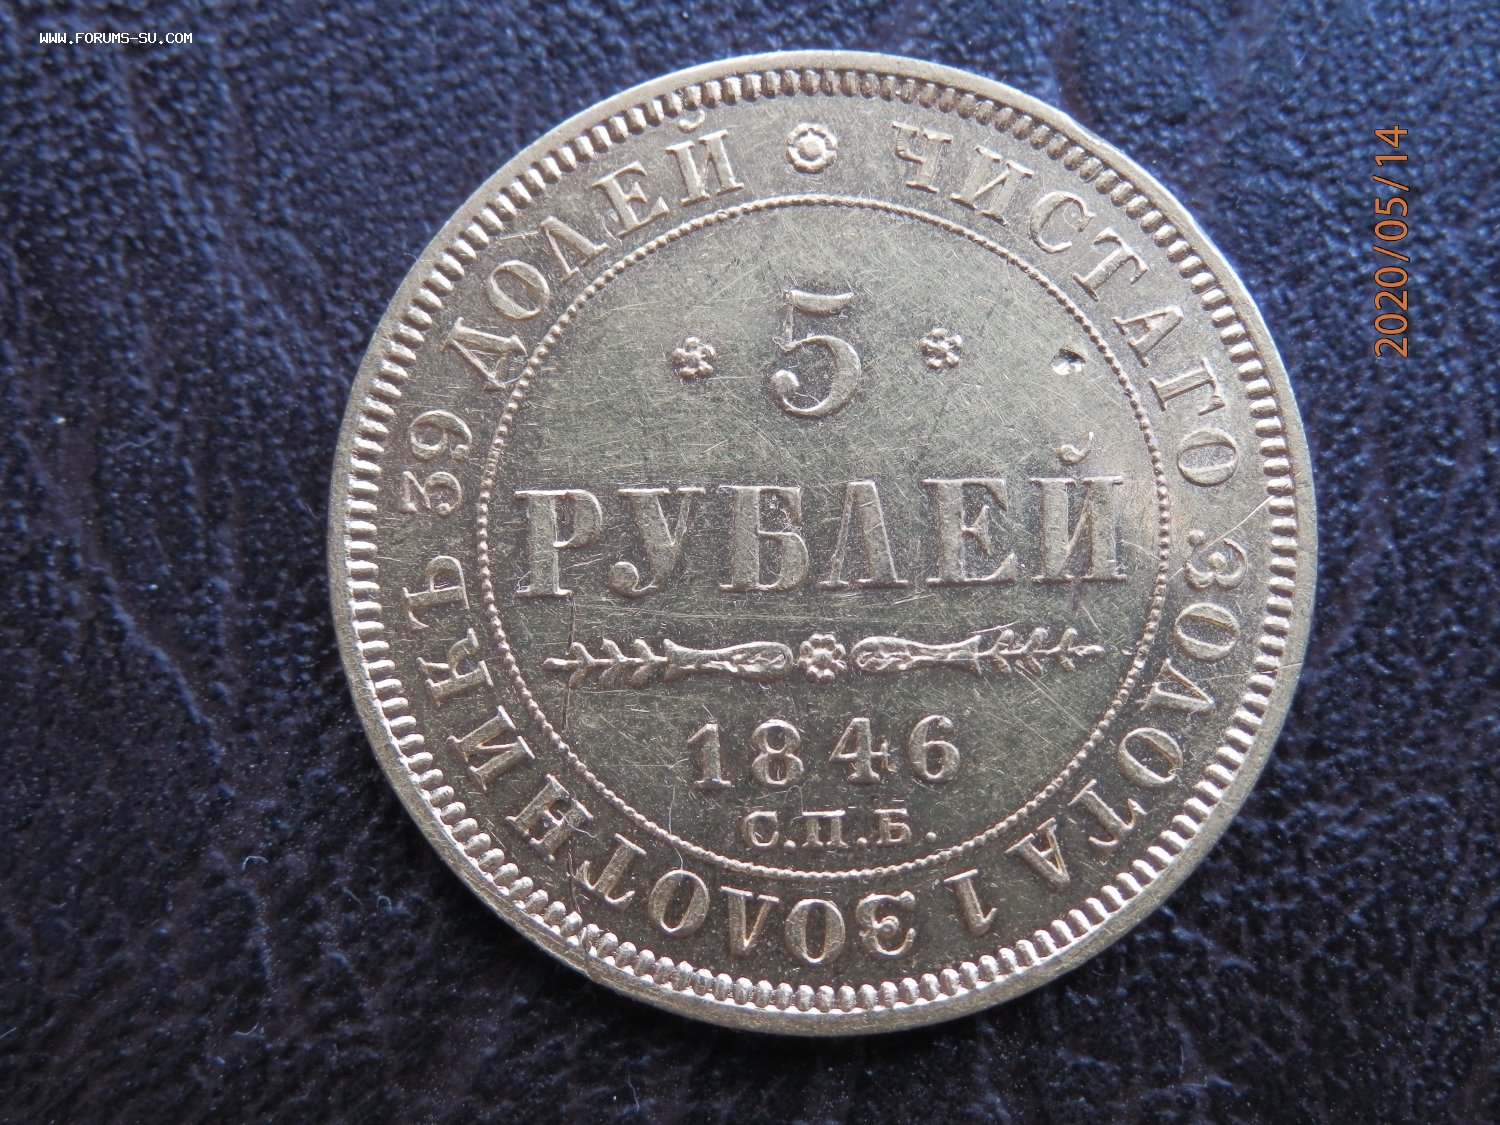 WWW.FORUMS-SU.COM
2020/05/14
ЧИСТАГО ЗОЛОТА 1 ЗОЛОТНИКЪ 39 ДОЛЕЙ
5
РУБЛЕЙ
1846
С.П.Б.